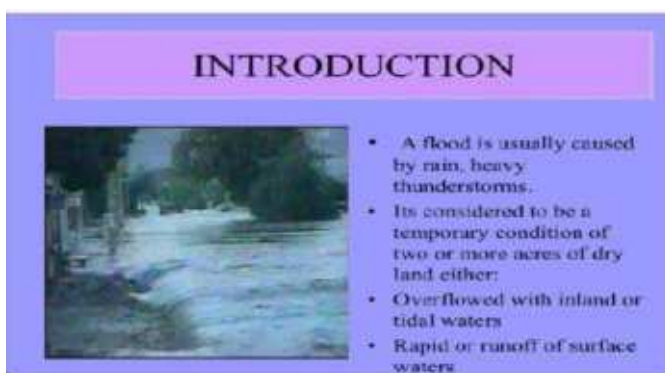 INTRODUCTION
• A flood is usually caused
by rain, heavy
thunderstorms.
• Its considered to be a
temporary condition of
two or more acres of dry
land either:
• Overflowed with inland or
tidal waters
• Rapid or runoff of surface
waters